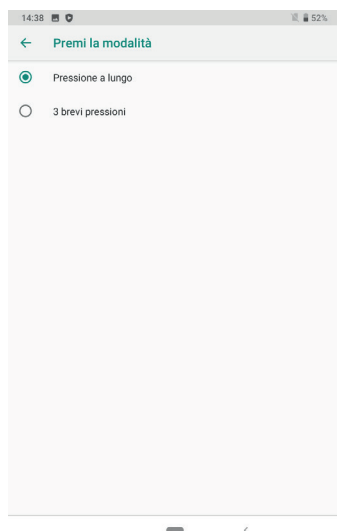 14:38
52%
Premi la modalità
Pressione a lungo
3 brevi pressioni